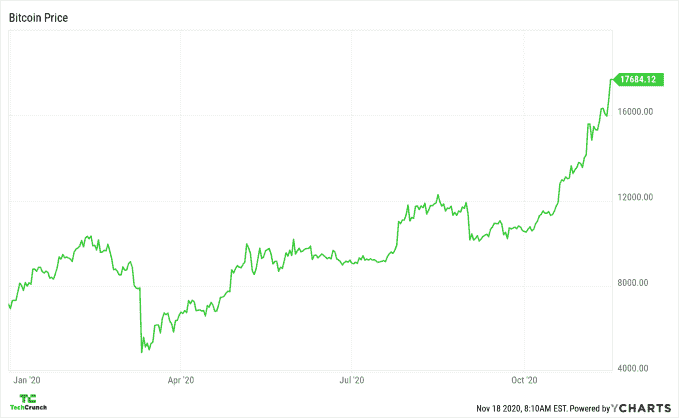 Bitcoin Price
17684.12
16000.00
12000.00
8000.00
4000.00
Jan '20 Apr '20 Jul '20 Oct '20
TC
TechCrunch
Nov 18 2020, 8:10AM EST. Powered by YCHARTS